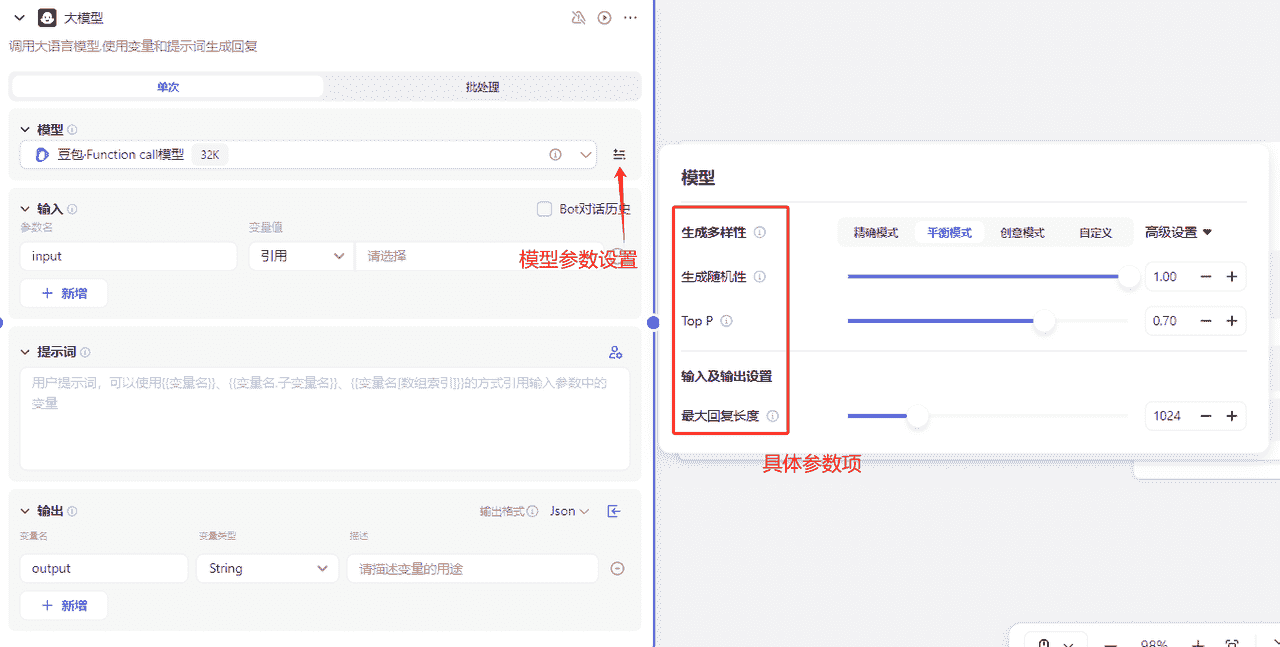 大模型
调用大语言模型,使用变量和提示词生成回复
单次 批处理
模型
豆包·Function call模型 32K
输入 Bot对话历史
参数名 变量值
input 引用 请选择
模型参数设置
新增
提示词
用户提示词，可以使用{{变量名}}、{{变量名.子变量名}}、{{变量名[数组索引]}}的方式引用输入参数中的
变量
输出 输出格式 Json
变量名 变量类型 描述
output String 请描述变量的用途
新增
模型
生成多样性 精确模式 平衡模式 创意模式 自定义 高级设置
生成随机性 1.00
Top P 0.70
输入及输出设置
最大回复长度 1024
具体参数项
98%